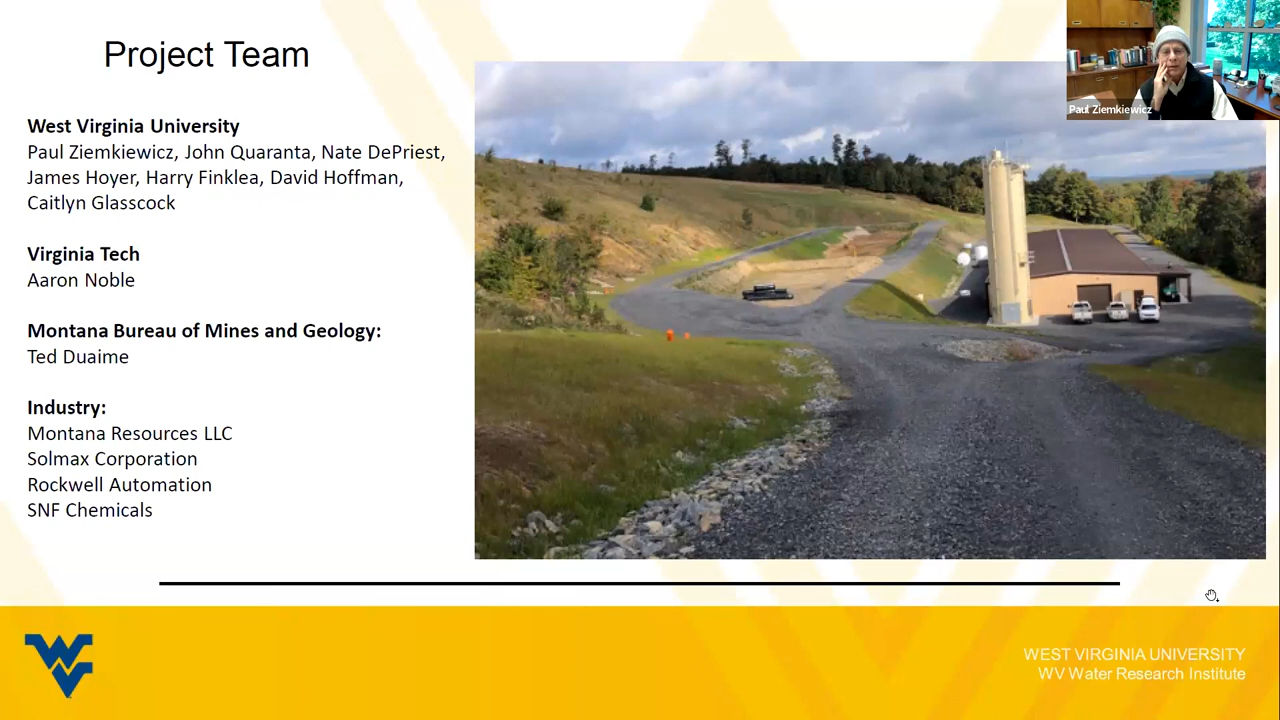 Project Team
Paul Ziemkiewicz
West Virginia University
Paul Ziemkiewicz, John Quaranta, Nate DePriest,
James Hoyer, Harry Finklea, David Hoffman,
Caitlyn Glasscock
Virginia Tech
Aaron Noble
Montana Bureau of Mines and Geology:
Ted Duaime
Industry:
Montana Resources LLC
Solmax Corporation
Rockwell Automation
SNF Chemicals
WEST VIRGINIA UNIVERSITY
WV Water Research Institute